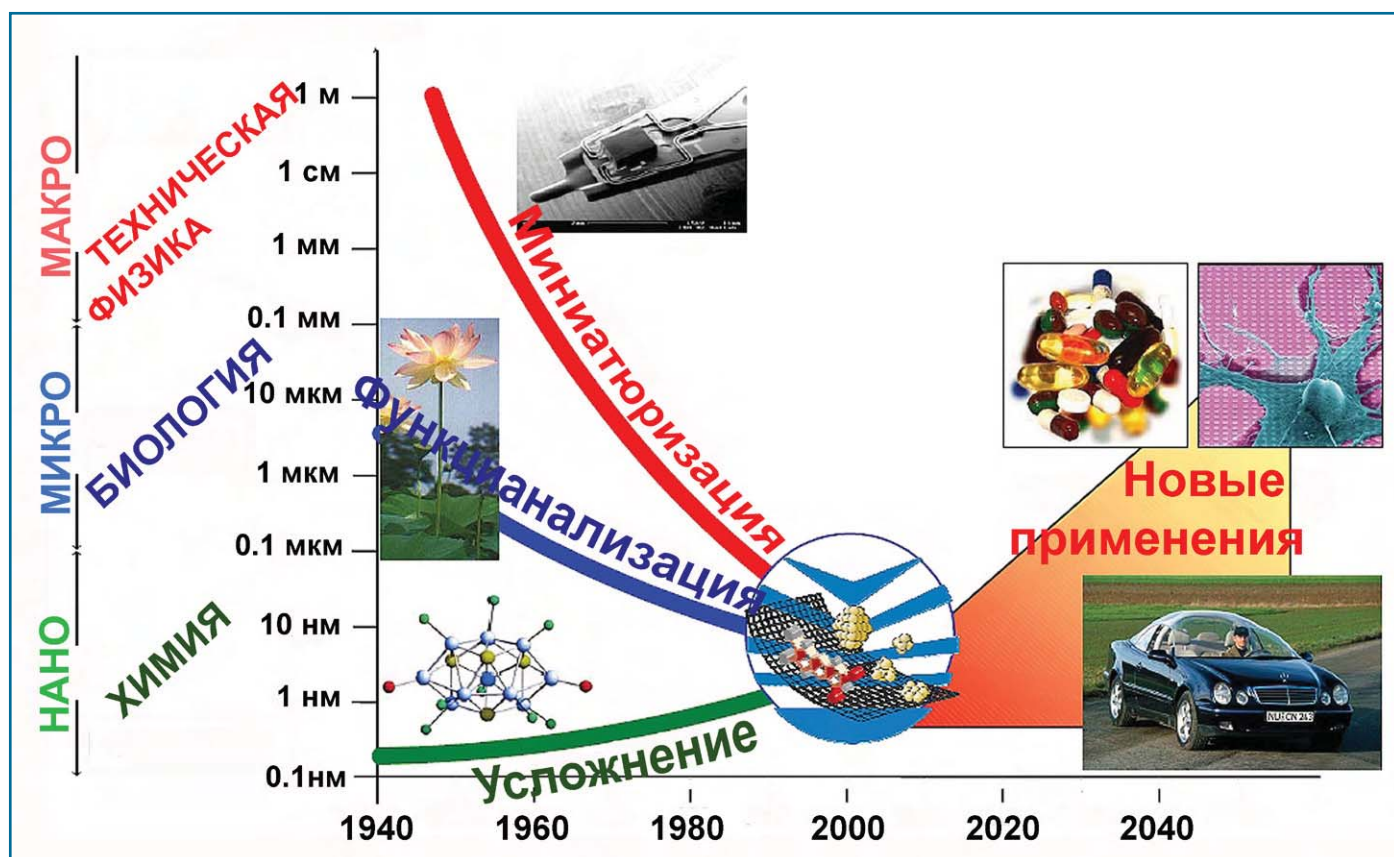 МАКРО
МИКРО
НАНО
ТЕХНИЧЕСКАЯ
ФИЗИКА
БИОЛОГИЯ
ХИМИЯ
1 м
1 см
1 мм
0.1 мм
10 мкм
1 мкм
0.1 мкм
10 нм
1 нм
0.1нм
Миниатюризация
Функцианализация
Усложнение
Новые
применения
1940 1960 1980 2000 2020 2040